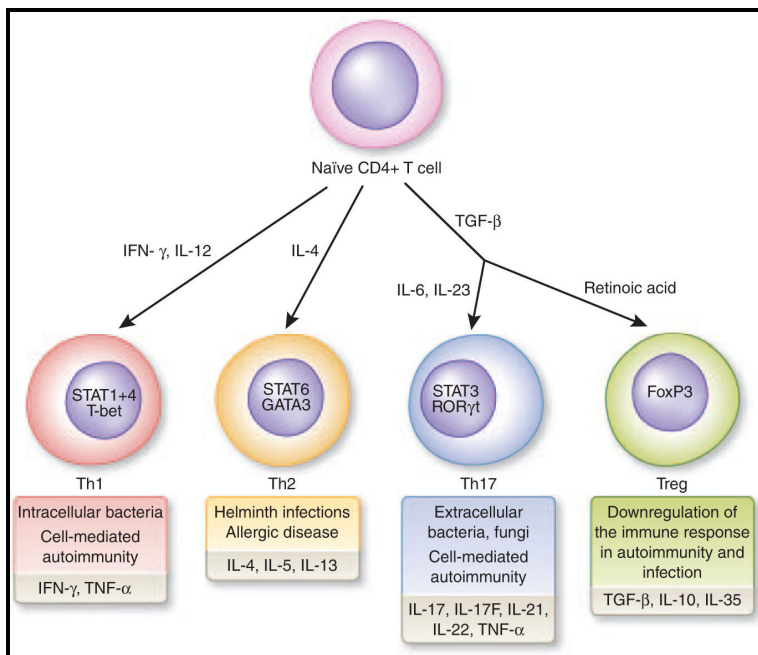 Naïve CD4+ T cell
TGF-β
IFN- γ, IL-12
IL-4
IL-6, IL-23
Retinoic acid
STAT1+4
T-bet
STAT6
GATA3
STAT3
RORγt
FoxP3
Th1
Th2
Th17
Treg
Intracellular bacteria
Cell-mediated
autoimmunity
IFN-γ, TNF-α
Helminth infections
Allergic disease
IL-4, IL-5, IL-13
Extracellular
bacteria, fungi
Cell-mediated
autoimmunity
IL-17, IL-17F, IL-21,
IL-22, TNF-α
Downregulation of
the immune response
in autoimmunity and
infection
TGF-β, IL-10, IL-35